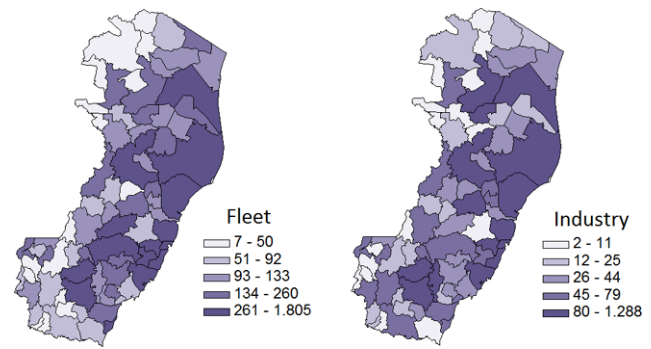 Fleet
7 - 50
51 - 92
93 - 133
134 - 260
261 - 1.805
Industry
2 - 11
12 - 25
26 - 44
45 - 79
80 - 1.288